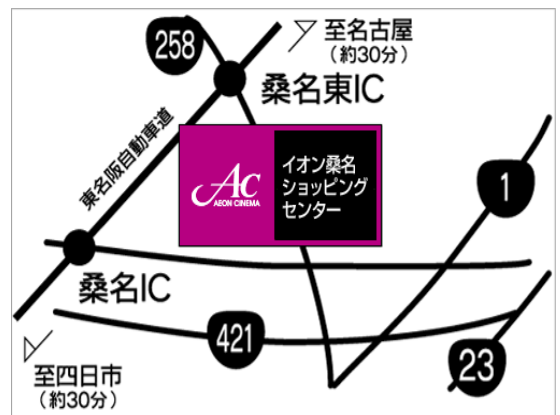 258
至名古屋
（約30分）
桑名東IC
東名阪自動車道
AC
AEON CINEMA
イオン桑名
ショッピング
センター
1
桑名IC
421
23
至四日市
（約30分）